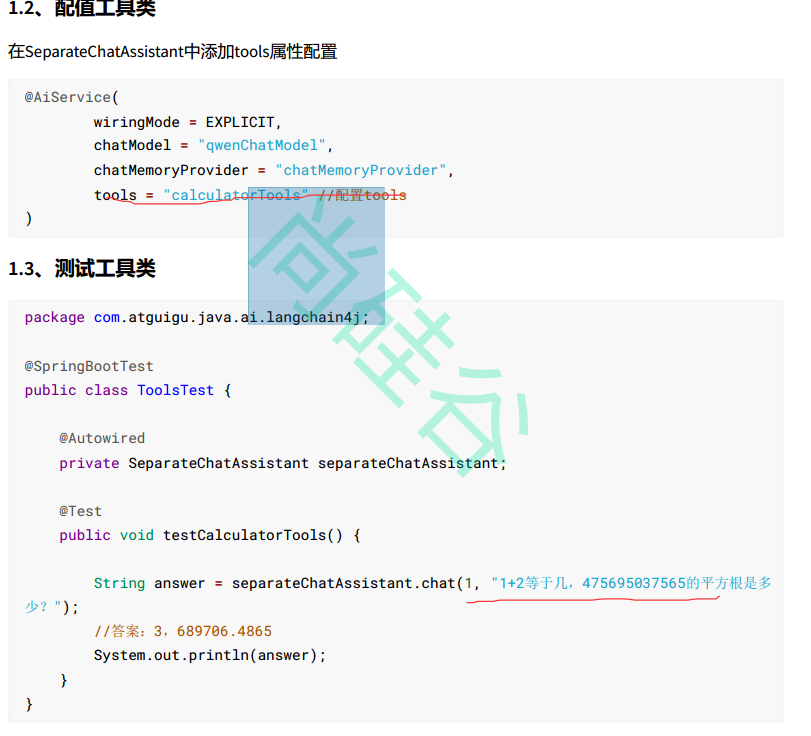 1.2、配值工具类
在SeparateChatAssistant中添加tools属性配置
@AiService(
wiringMode = EXPLICIT,
chatModel = "qwenChatModel",
chatMemoryProvider = "chatMemoryProvider",
tools = "calculatorTools" //配置tools
)
1.3、测试工具类
package com.atguigu.java.ai.langchain4j;
@SpringBootTest
public class ToolsTest {
@Autowired
private SeparateChatAssistant separateChatAssistant;
@Test
public void testCalculatorTools() {
String answer = separateChatAssistant.chat(1, "1+2等于几，475695037565的平方根是多
少？");
//答案：3，689706.4865
System.out.println(answer);
}
}
尚硅谷